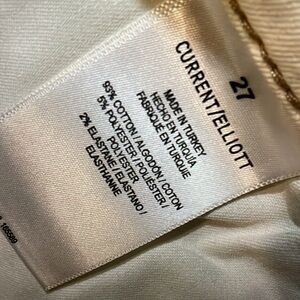 27
CURRENT/ELLIOTT
MADE IN TURKEY
HECHO EN TURQUÍA
FABRIQUÉ EN TURQUIE
93% COTTON / ALGODÓN / COTON
5% POLYESTER / POLIÉSTER /
POLYESTER
2% ELASTANE / ELASTANO /
ELASTHANNE